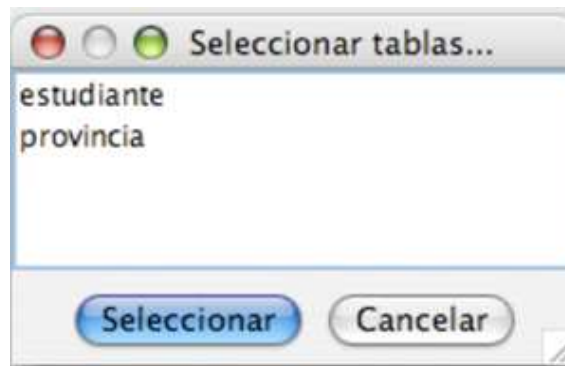 Seleccionar tablas...
estudiante
provincia
Seleccionar Cancelar